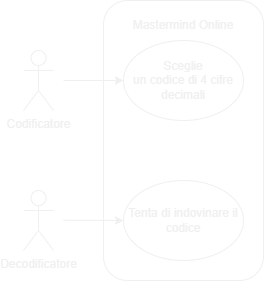 Mastermind Online
Sceglie
un codice di 4 cifre
decimali
Codificatore
Tenta di indovinare il
codice
Decodificatore